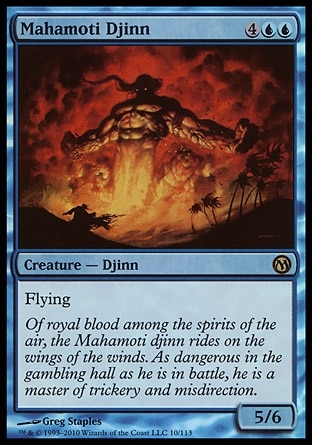 Mahamoti Djinn 4
Creature — Djinn
Flying
Of royal blood among the spirits of the
air, the Mahamoti djinn rides on the
wings of the winds. As dangerous in the
gambling hall as he is in battle, he is a
master of trickery and misdirection.
5/6
Greg Staples
™ & © 1993–2010 Wizards of the Coast LLC 10/113